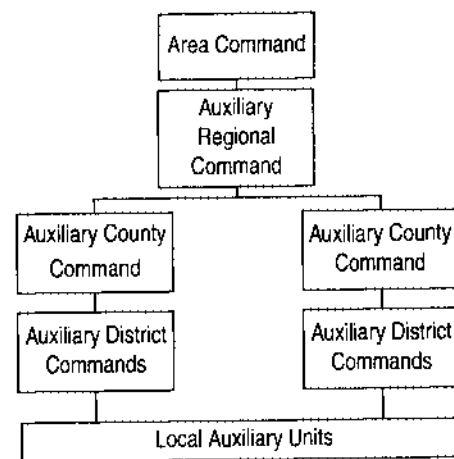 Area Command
Auxiliary
Regional
Command
Auxiliary County
Command
Auxiliary County
Command
Auxiliary District
Commands
Auxiliary District
Commands
Local Auxiliary Units